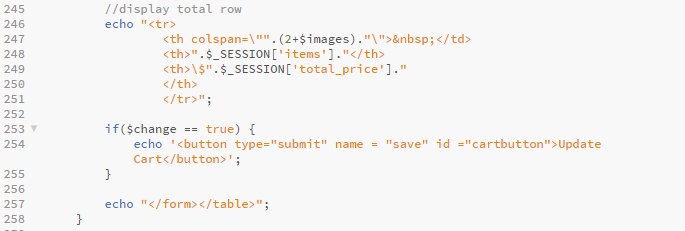 245 //display total row
246 echo "<tr>
247 <th colspan=\"".(2+$images)."\">&nbsp;</td>
248 <th>".$_SESSION['items']."</th>
249 <th>\$".$_SESSION['total_price']."
250 </th>
251 </tr>";
252
253 if($change == true) {
254 echo '<button type="submit" name = "save" id ="cartbutton">Update
Cart</button>';
255 }
256
257 echo "</form></table>";
258 }